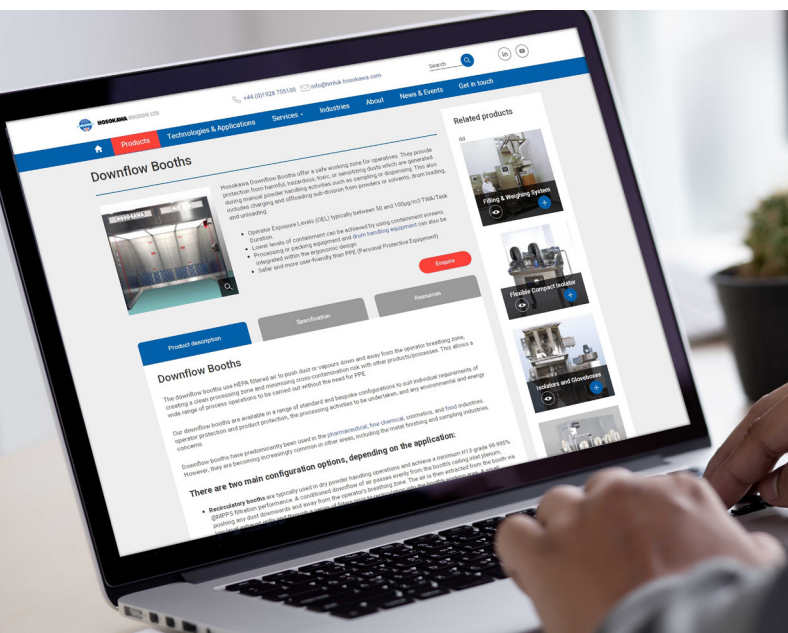 HOSOKAWA MICRON LTD
+44 (0)1928 755100
info@hmluk.hosokawa.com
Search
in
Products
Technologies & Applications
Services
Industries
About
News & Events
Get in touch
Downflow Booths
HOSOKAWA
Hosokawa Downflow Booths offer a safe working zone for operatives. They provide
protection from harmful, hazardous, toxic, or sensitizing dusts which are generated
during manual powder handling activities such as sampling or dispensing. This also
includes charging and offloading sub-division from powders or solvents, drum loading,
and unloading.
• Operator Exposure Levels (OEL) typically between 50 and 100µg/m3 TWA/Task
Duration.
• Lower levels of containment can be achieved by using containment screens
• Processing or packing equipment and drum handling equipment can also be
integrated within the ergonomic design.
• Safer and more user-friendly than PPE (Personal Protective Equipment)
Enquire
Related products
dd
Filling & Weighing System
Flexible Compact Isolator
Isolators and Gloveboxes
Product description
Specification
Resources
Downflow Booths
The downflow booths use HEPA filtered air to push dust or vapours down and away from the operator breathing zone,
creating a clean processing zone and minimising cross-contamination risk with other products/processes. This allows a
wide range of process operations to be carried out without the need for PPE.
Our downflow booths are available in a range of standard and bespoke configurations to suit individual requirements of
operator protection and product protection, the processing activities to be undertaken, and any environmental and energy
concerns.
Downflow booths have predominantly been used in the pharmaceutical, fine chemical, cosmetics, and food industries.
However, they are becoming increasingly common in other areas, including the metal finishing and sampling industries.
There are two main configuration options, depending on the application:
• Recirculatory booths are typically used in dry powder handling operations and achieve a minimum H13 grade 99.995%
@MPPS filtration performance. A conditioned downflow of air passes evenly from the booth's ceiling inlet plenum,
pushing any dust downwards and away from the operator's breathing zone. The air is then extracted from the booth via